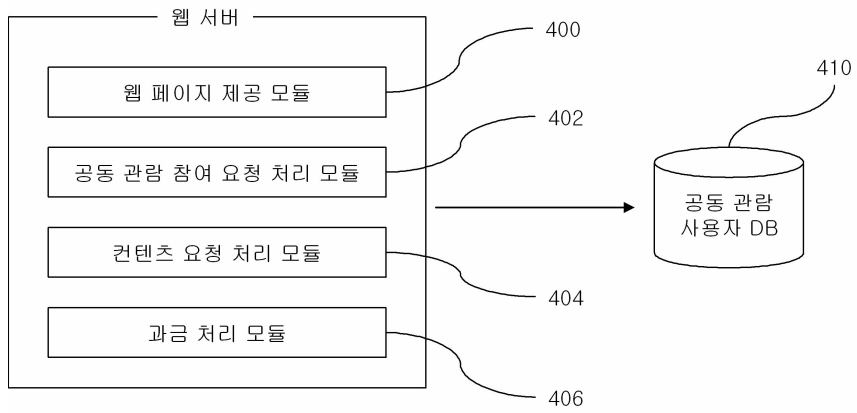 웹 서버
400
웹 페이지 제공 모듈
410
402
공동 관람 참여 요청 처리 모듈
공동 관람
사용자 DB
컨텐츠 요청 처리 모듈
404
과금 처리 모듈
406